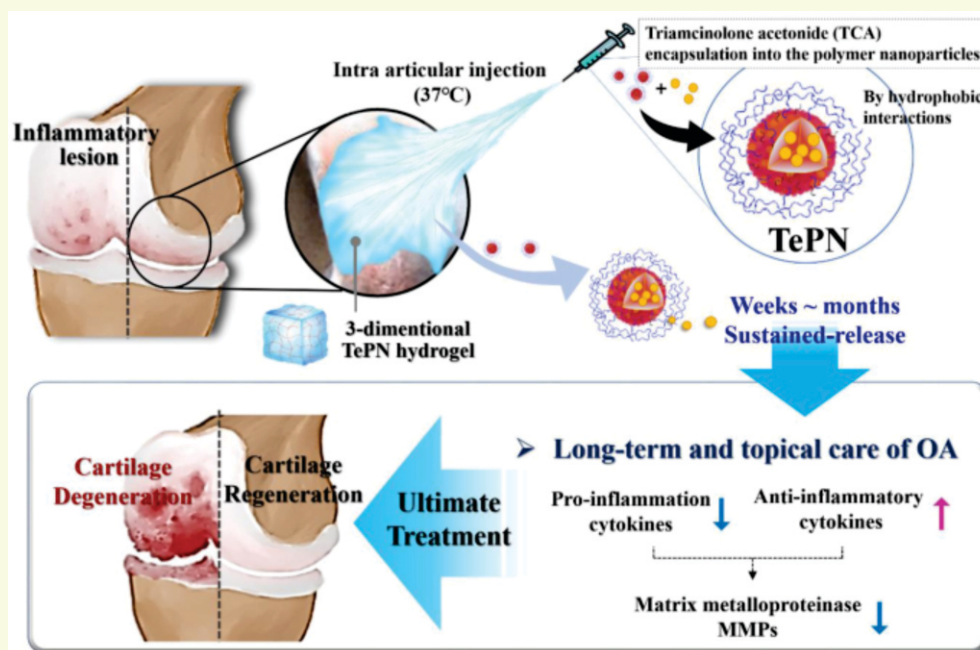 Triamcinolone acetonide (TCA)
encapsulation into the polymer nanoparticles
Intra articular injection
(37°C)
+
By hydrophobic
interactions
Inflammatory
lesion
TePN
3-dimentional
TePN hydrogel
Weeks ~ months
Sustained-release
➢ Long-term and topical care of OA
Cartilage
Degeneration
Cartilage
Regeneration
Ultimate
Treatment
Pro-inflammation
cytokines
Anti-inflammatory
cytokines
Matrix metalloproteinase
MMPs